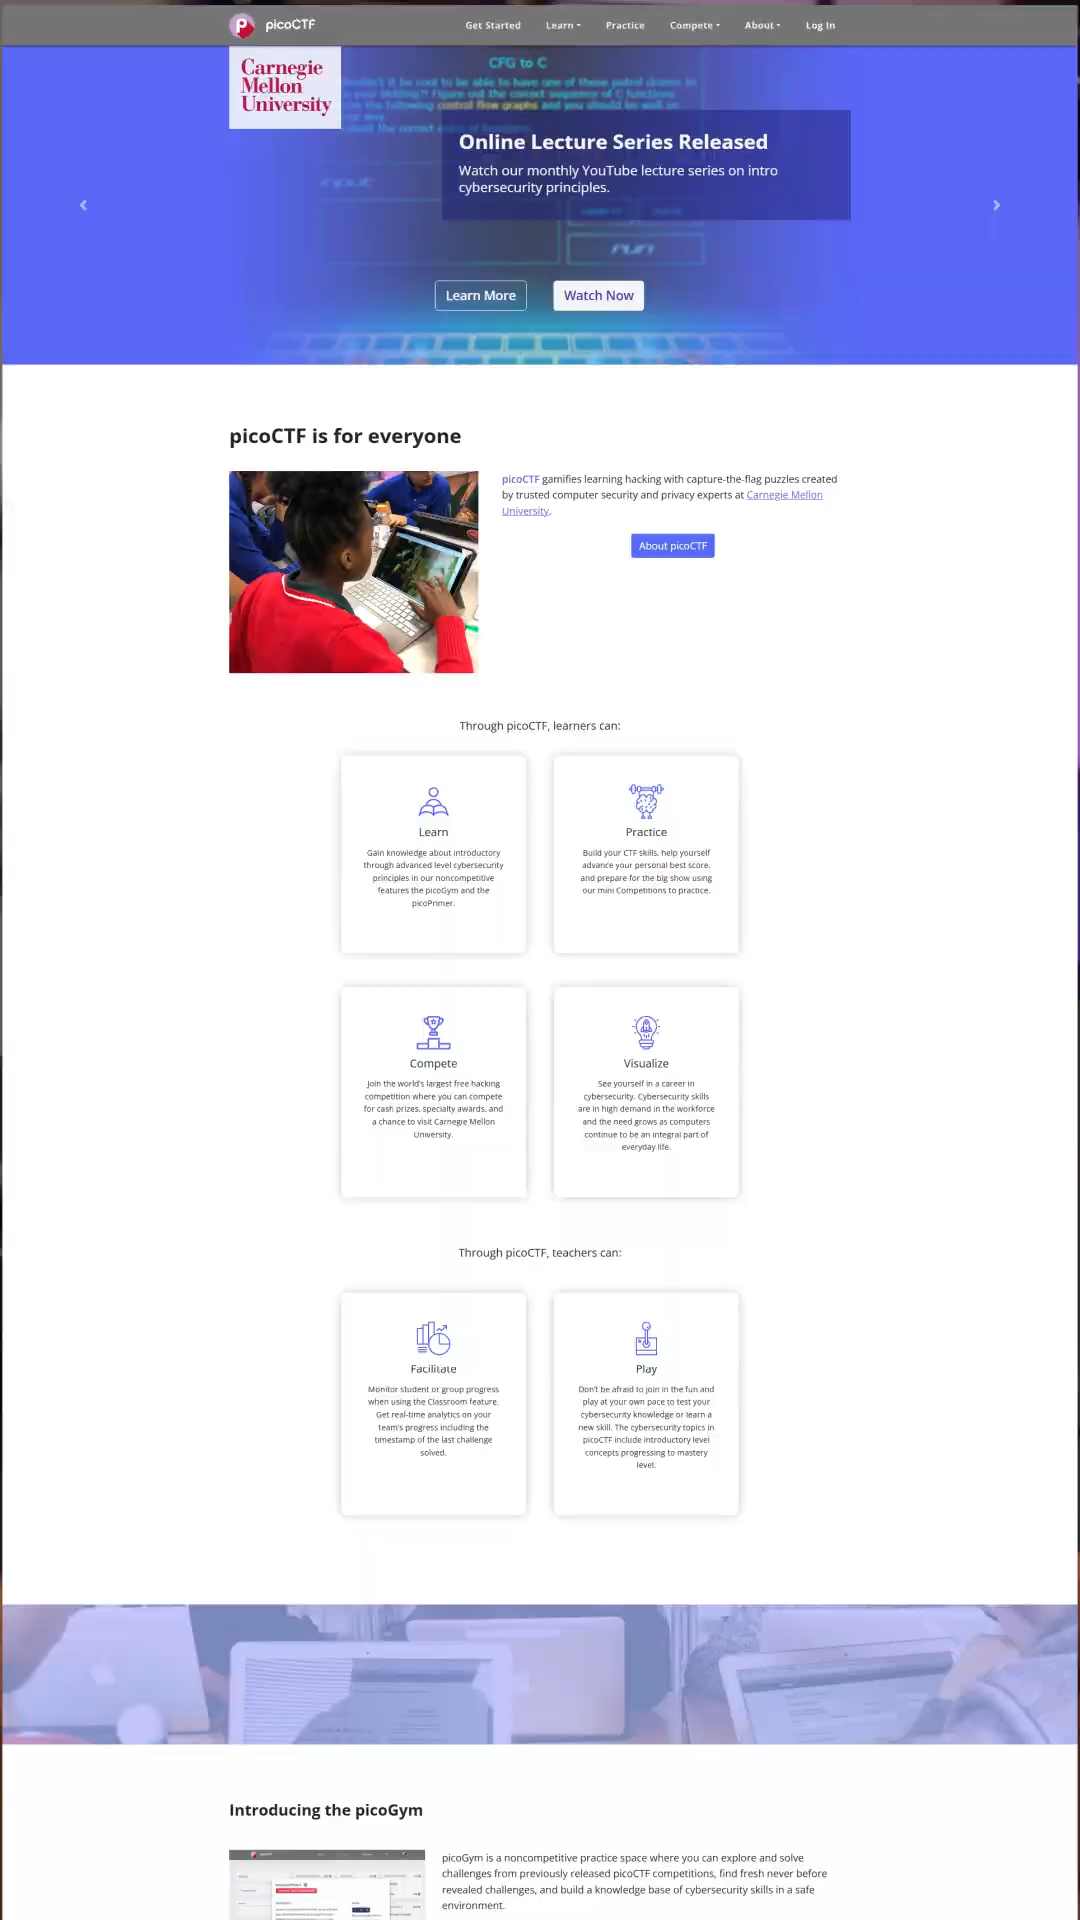 picoCTF
Get Started
Learn
Practice
Compete
About
Log In
Carnegie
Mellon
University
CFG to C
control flow graphs and you should be well on
input
run
Online Lecture Series Released
Watch our monthly YouTube lecture series on intro
cybersecurity principles.
Learn More
Watch Now
picoCTF is for everyone
picoCTF gamifies learning hacking with capture-the-flag puzzles created
by trusted computer security and privacy experts at Carnegie Mellon
University.
About picoCTF
Through picoCTF, learners can:
Learn
Gain knowledge about introductory
through advanced level cybersecurity
principles in our noncompetitive
features the picoGym and the
picoPrimer.
Practice
Build your CTF skills, help yourself
advance your personal best score,
and prepare for the big show using
our mini Competitions to practice.
Compete
Join the world's largest free hacking
competition where you can compete
for cash prizes, specialty awards, and
a chance to visit Carnegie Mellon
University.
Visualize
See yourself in a career in
cybersecurity. Cybersecurity skills
are in high demand in the workforce
and the need grows as computers
continue to be an integral part of
everyday life.
Through picoCTF, teachers can:
Facilitate
Monitor student or group progress
when using the Classroom feature.
Get real-time analytics on your
team's progress including the
timestamp of the last challenge
solved.
Play
Don't be afraid to join in the fun and
play at your own pace to test your
cybersecurity knowledge or learn a
new skill. The cybersecurity topics in
picoCTF include introductory level
concepts progressing to mastery
level.
Introducing the picoGym
picoGym is a noncompetitive practice space where you can explore and solve
challenges from previously released picoCTF competitions, find fresh never before
revealed challenges, and build a knowledge base of cybersecurity skills in a safe
environment.